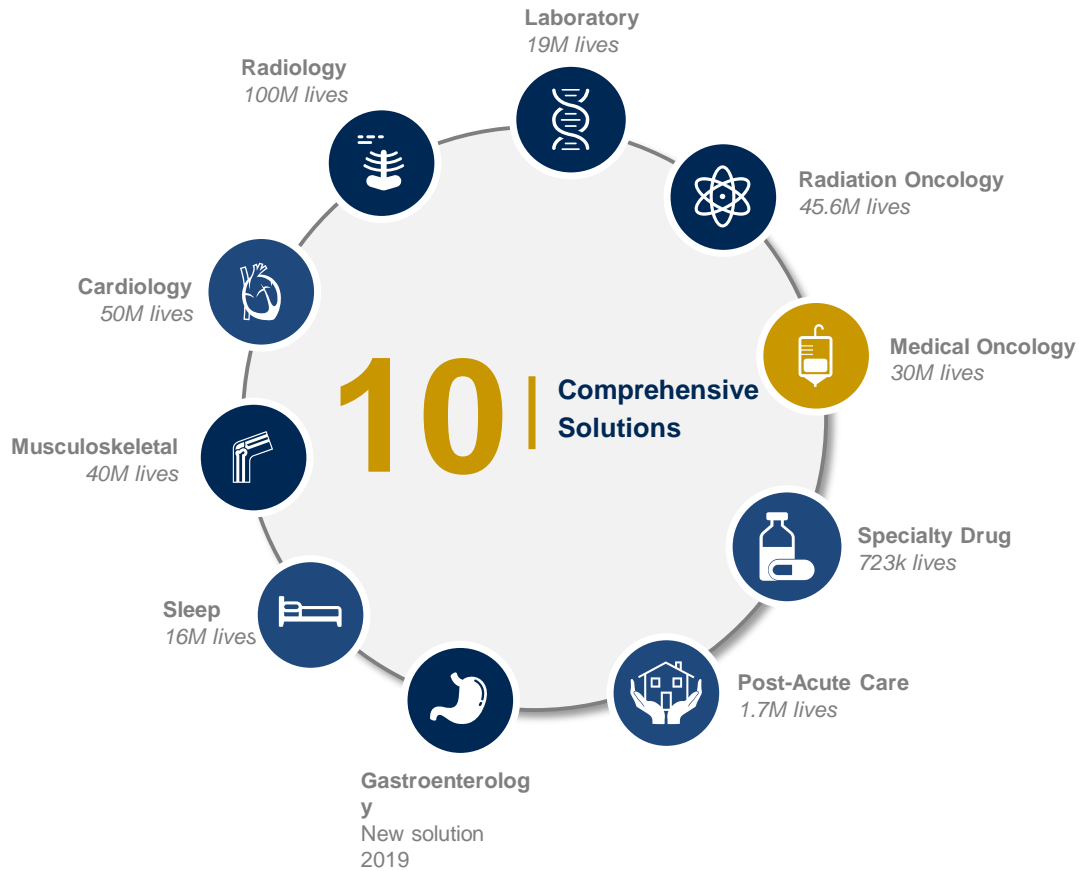 Laboratory
19M lives
Radiology
100M lives
Radiation Oncology
45.6M lives
Cardiology
50M lives
Medical Oncology
30M lives
10
Comprehensive
Solutions
Musculoskeletal
40M lives
Specialty Drug
723k lives
Sleep
16M lives
Post-Acute Care
1.7M lives
Gastroenterolog
y
New solution
2019